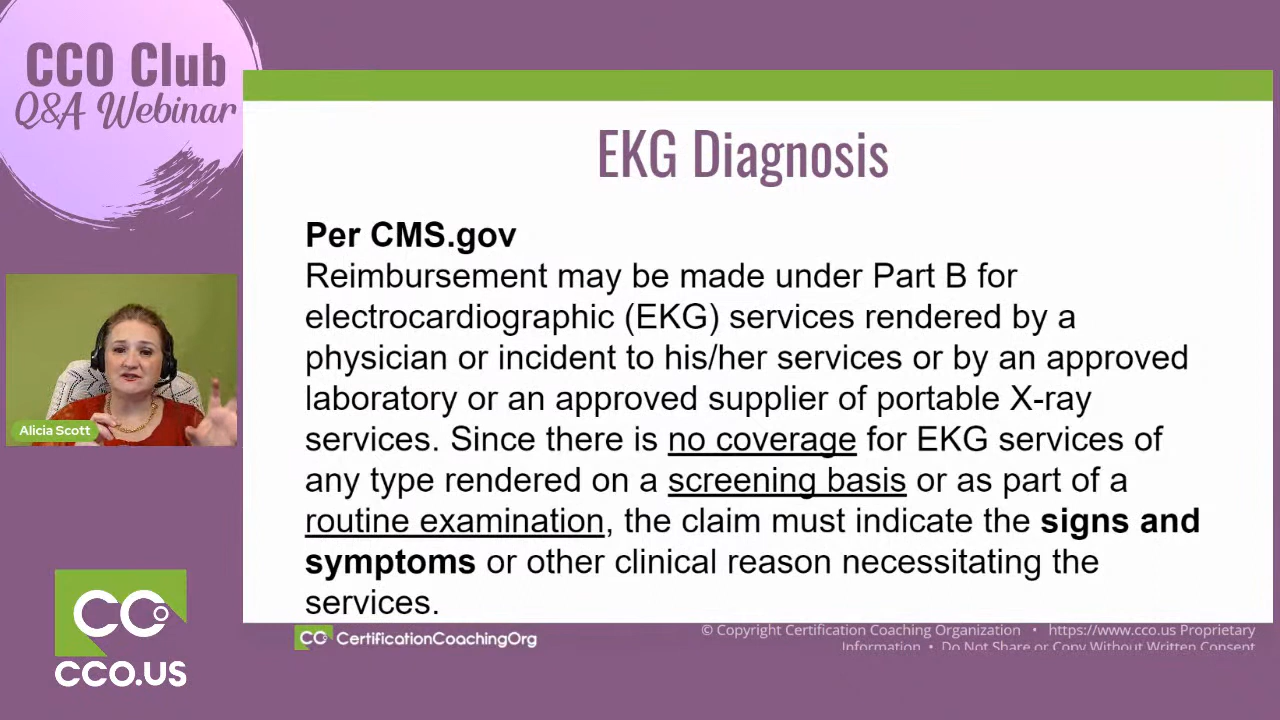 CCO Club
Q&A Webinar
EKG Diagnosis
Per CMS.gov
Reimbursement may be made under Part B for
electrocardiographic (EKG) services rendered by a
physician or incident to his/her services or by an approved
laboratory or an approved supplier of portable X-ray
services. Since there is no coverage for EKG services of
any type rendered on a screening basis or as part of a
routine examination, the claim must indicate the signs and
symptoms or other clinical reason necessitating the
services.
Alicia Scott
CCO
CCO.US
CCO CertificationCoachingOrg
© Copyright Certification Coaching Organization • https://www.cco.us Proprietary
Information • Do Not Share or Copy Without Written Consent